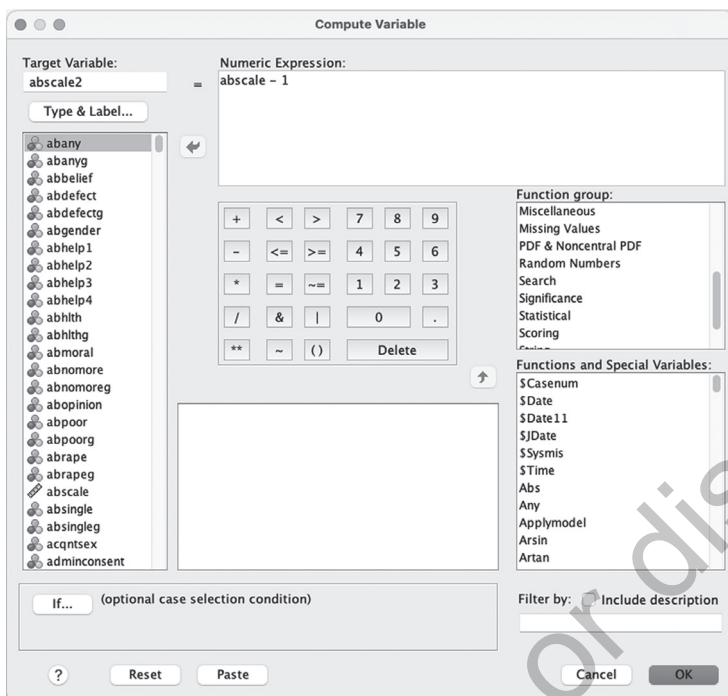 Compute Variable
Target Variable:
abscale2
=
Numeric Expression:
abscale – 1
Type & Label...
abany
abanyg
abbelief
abdefect
abdefectg
abgender
abhelp1
abhelp2
abhelp3
abhelp4
abhlth
abhlthg
abmoral
abnomore
abnomoreg
abopinion
abpoor
abpoorg
abrape
abrapeg
abscale
absingle
absingleg
acqntsex
adminconsent
+ < > 7 8 9
- <= >= 4 5 6
* = ~= 1 2 3
/ & | 0 .
** ~ () Delete
Function group:
Miscellaneous
Missing Values
PDF & Noncentral PDF
Random Numbers
Search
Significance
Statistical
Scoring
String
Functions and Special Variables:
$Casenum
$Date
$Date11
$JDate
$Sysmis
$Time
Abs
Any
Applymodel
Arsin
Artan
If... (optional case selection condition)
Filter by: Include description
? Reset Paste Cancel OK
or dis